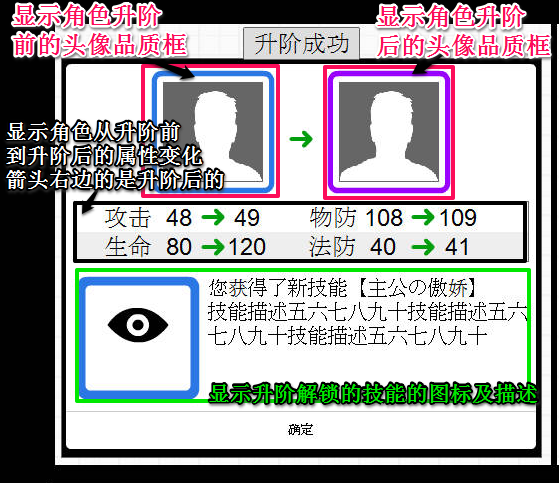 显示角色升阶
前的头像品质框
升阶成功
显示角色升阶
后的头像品质框
显示角色从升阶前
到升阶后的属性变化
箭头右边的是升阶后的
攻击 48 → 49 物防 108 → 109
生命 80 → 120 法防 40 → 41
您获得了新技能【主公の傲娇】
技能描述五六七八九十技能描述五六
七八九十技能描述五六七八九十
显示升阶解锁的技能的图标及描述
确定